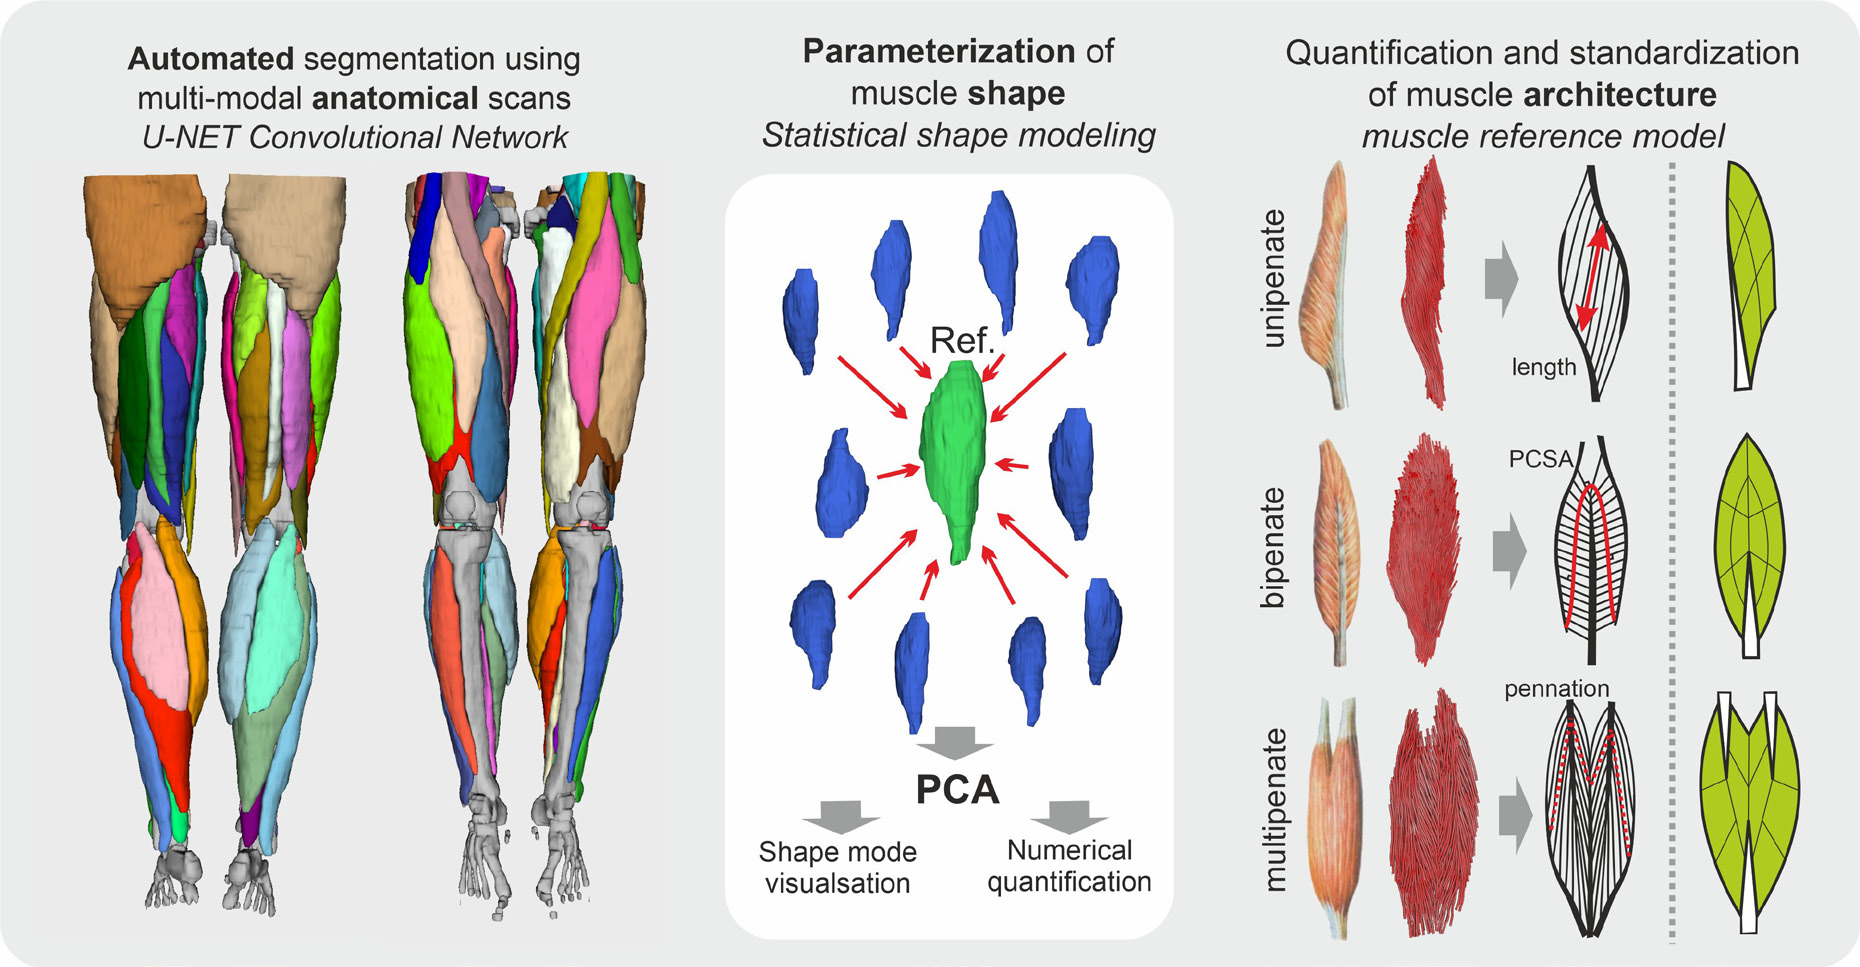 Automated segmentation using
multi-modal anatomical scans
U-NET Convolutional Network
Parameterization of
muscle shape
Statistical shape modeling
Ref.
PCA
Shape mode
visualsation
Numerical
quantification
Quantification and standardization
of muscle architecture
muscle reference model
unipenate
length
bipenate
PCSA
multipenate
pennation